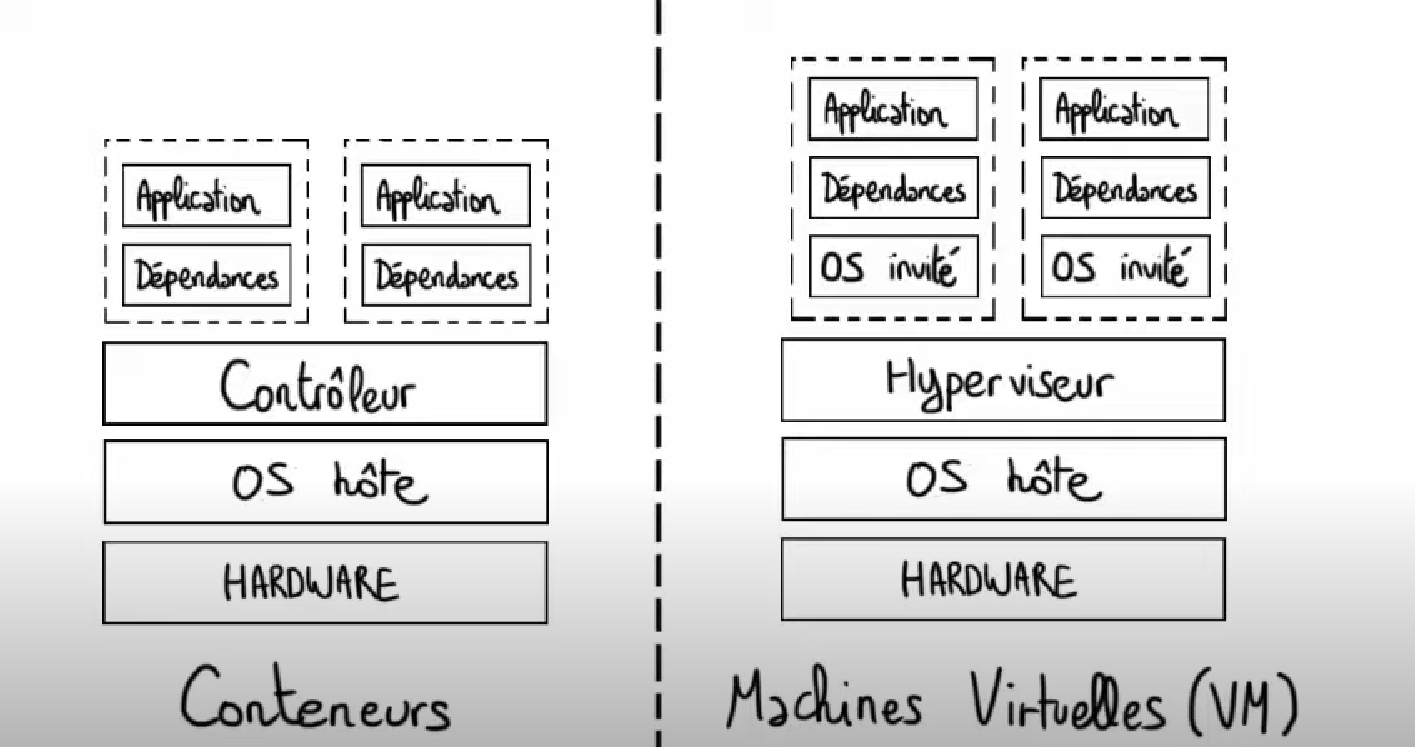 Application
Application
Dépendances
Dépendances
Contrôleur
OS hôte
HARDWARE
Conteneurs
Application
Application
Dépendances
Dépendances
OS invité
OS invité
Hyperviseur
OS hôte
HARDWARE
Machines Virtuelles (VM)